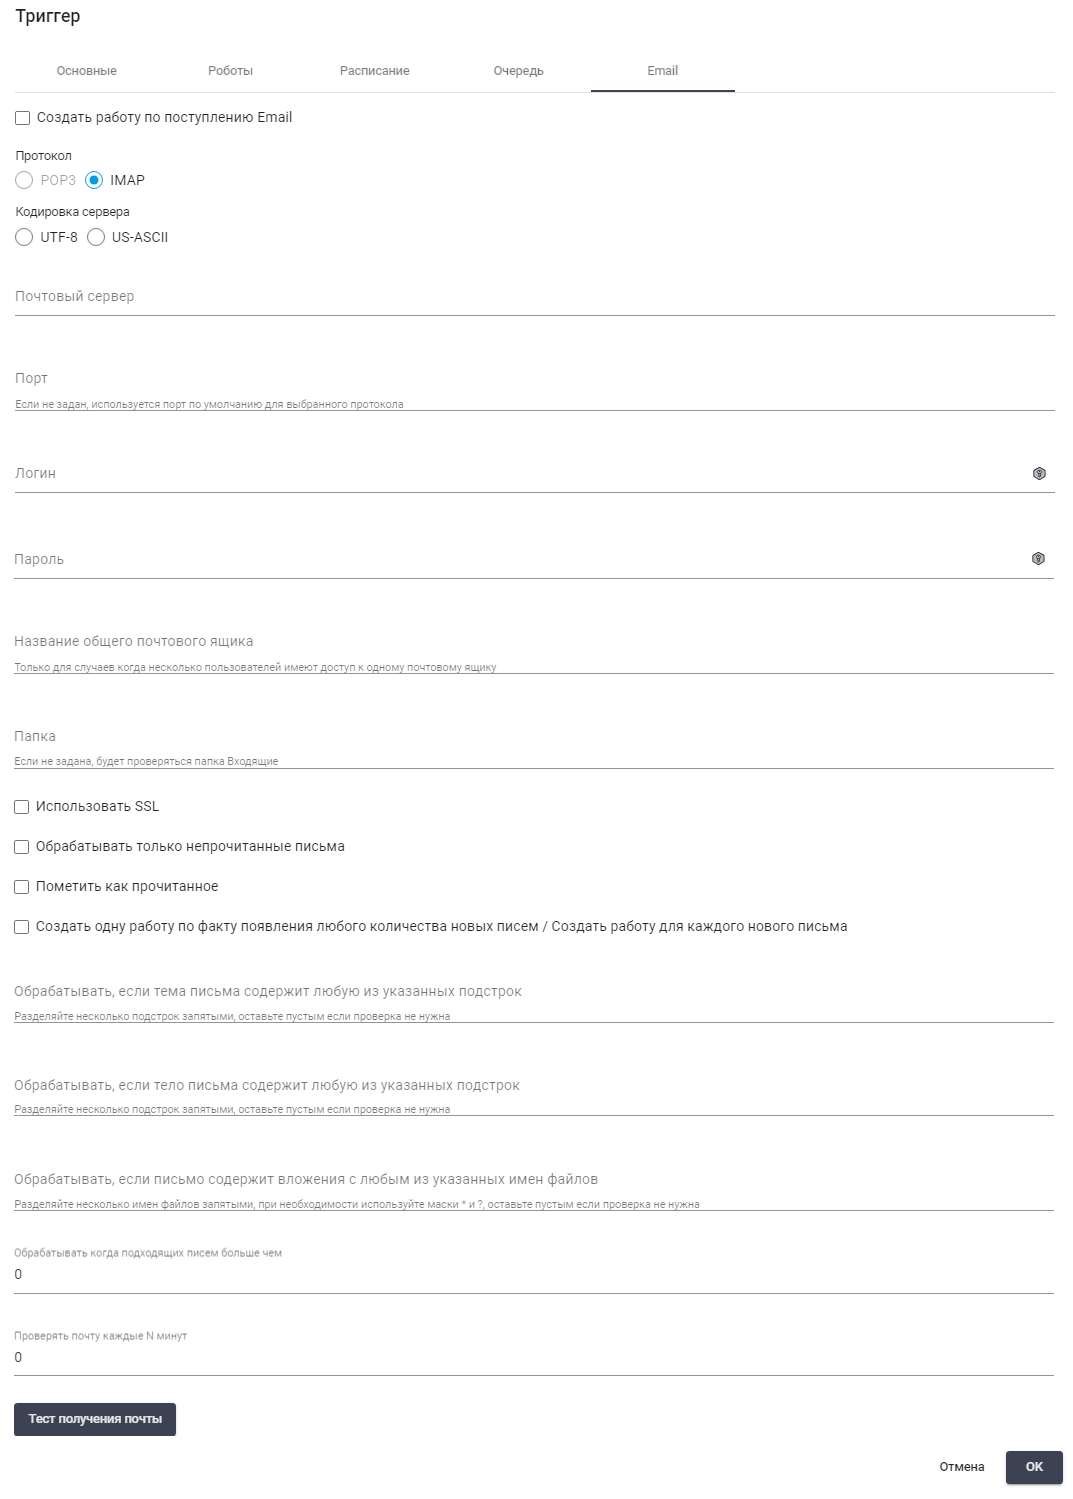 Триггер
Основные Роботы Расписание Очередь Email
Создать работу по поступлению Email
Протокол
POP3 IMAP
Кодировка сервера
UTF-8 US-ASCII
Почтовый сервер
Порт
Если не задан, используется порт по умолчанию для выбранного протокола
Логин
Пароль
Название общего почтового ящика
Только для случаев когда несколько пользователей имеют доступ к одному почтовому ящику
Папка
Если не задана, будет проверяться папка Входящие
Использовать SSL
Обрабатывать только непрочитанные письма
Пометить как прочитанное
Создать одну работу по факту появления любого количества новых писем / Создать работу для каждого нового письма
Обрабатывать, если тема письма содержит любую из указанных подстрок
Разделяйте несколько подстрок запятыми, оставьте пустым если проверка не нужна
Обрабатывать, если тело письма содержит любую из указанных подстрок
Разделяйте несколько подстрок запятыми, оставьте пустым если проверка не нужна
Обрабатывать, если письмо содержит вложения с любым из указанных имен файлов
Разделяйте несколько имен файлов запятыми, при необходимости используйте маски * и ?, оставьте пустым если проверка не нужна
Обрабатывать когда подходящих писем больше чем
0
Проверять почту каждые N минут
0
Тест получения почты
Отмена OK